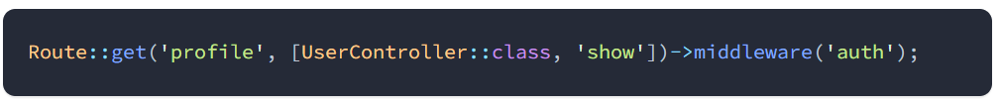 Route::get('profile', [UserController::class, 'show'])->middleware('auth');